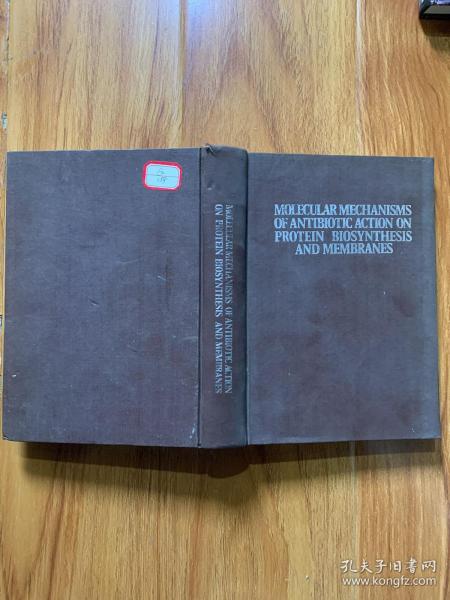 MOLECULAR MECHANISMS
OF ANTIBIOTIC ACTION ON
PROTEIN BIOSYNTHESIS
AND MEMBRANES
MOLECULAR MECHANISMS OF ANTIBIOTIC ACTION
ON PROTEIN BIOSYNTHESIS AND MEMBRANES
孔夫子旧书网
www.kongfz.com